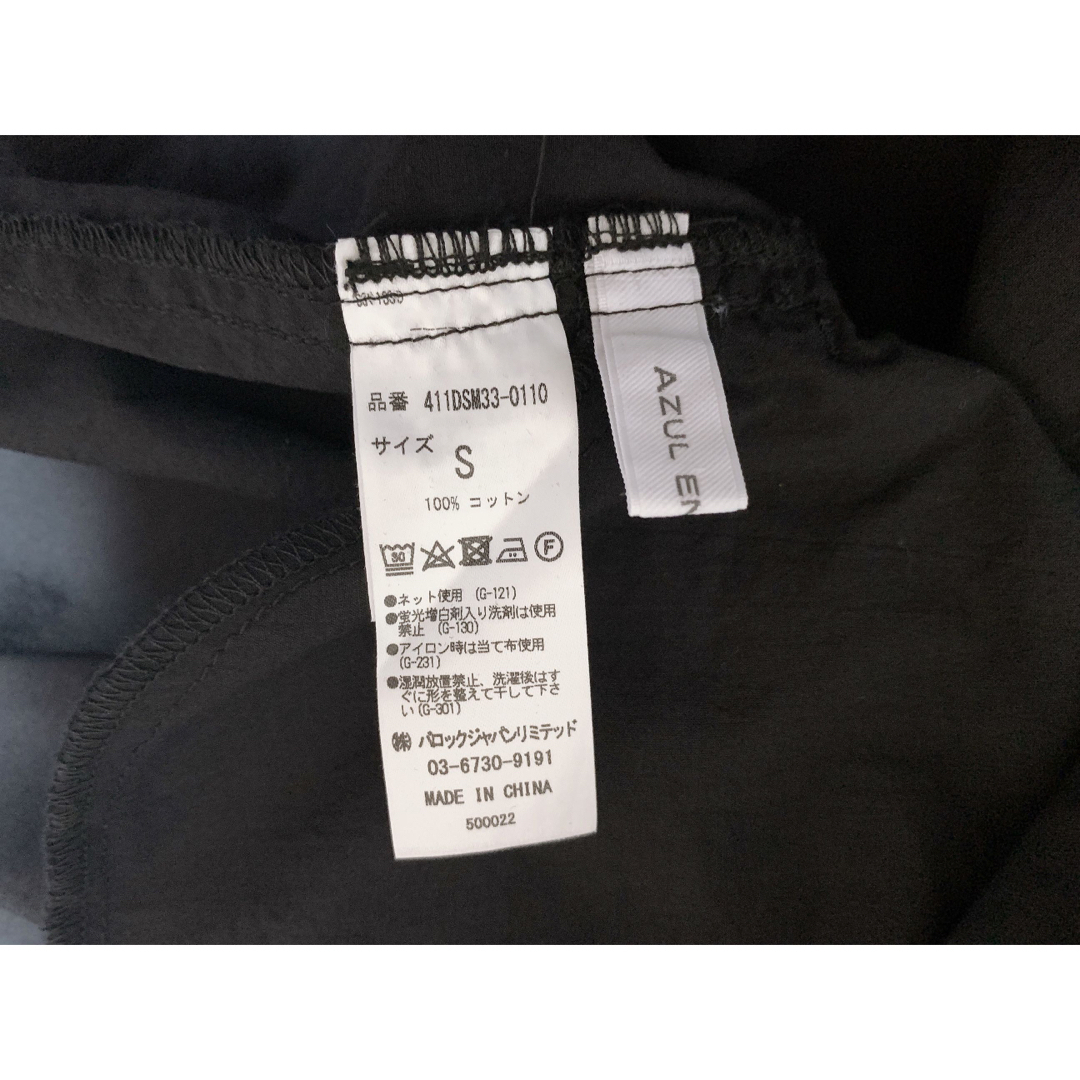 品番 411DSM33-0110
サイズ
S
100% コットン
30
F
●ネット使用 (G-121)
●蛍光増白剤入り洗剤は使用
禁止 (G-130)
●アイロン時は当て布使用
(G-231)
●湿潤放置禁止、洗濯後はす
ぐに形を整えて干して下さ
い(G-301)
㈱ バロックジャパンリミテッド
03-6730-9191
MADE IN CHINA
500022
AZUL EN